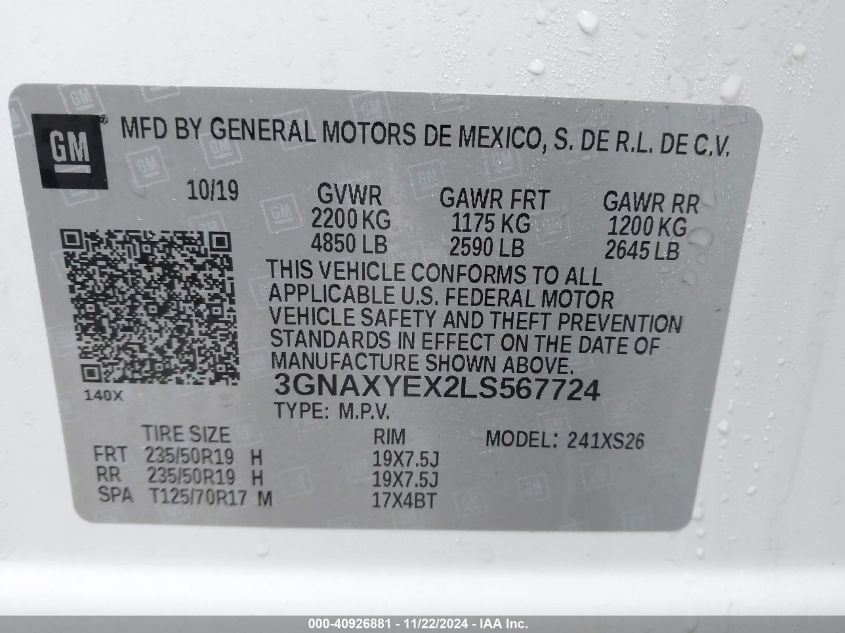 GM ® MFD BY GENERAL MOTORS DE MEXICO, S. DE R.L. DE C.V.
10/19 GVWR GAWR FRT GAWR RR
2200 KG 1175 KG 1200 KG
4850 LB 2590 LB 2645 LB
THIS VEHICLE CONFORMS TO ALL
APPLICABLE U.S. FEDERAL MOTOR
VEHICLE SAFETY AND THEFT PREVENTION
STANDARDS IN EFFECT ON THE DATE OF
MANUFACTURE SHOWN ABOVE.
140X 3GNAXYEX2LS567724
TYPE: M.P.V.
TIRE SIZE RIM MODEL: 241XS26
FRT 235/50R19 H 19X7.5J
RR 235/50R19 H 19X7.5J
SPA T125/70R17 M 17X4BT
000-40926881 - 11/22/2024 - IAA Inc.